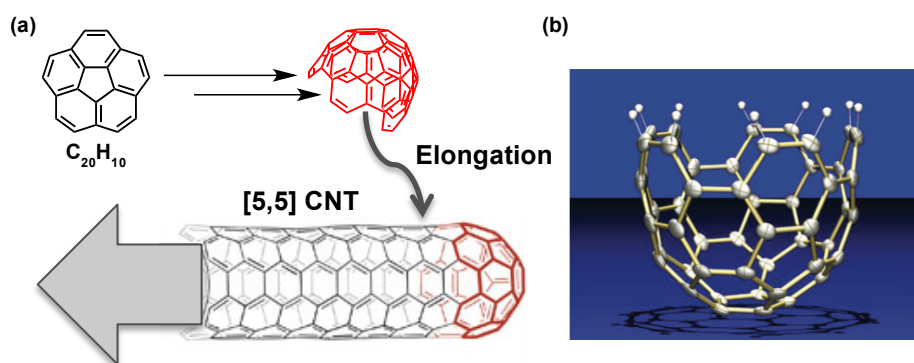 (a)
(b)
C₂₀H₁₀
Elongation
[5,5] CNT